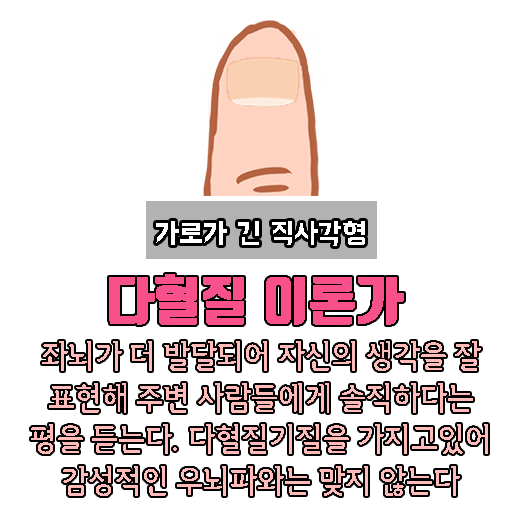 가로가 긴 직사각형
다혈질 이론가
좌뇌가 더 발달되어 자신의 생각을 잘
표현해 주변 사람들에게 솔직하다는
평을 듣는다. 다혈질기질을 가지고있어
감성적인 우뇌파와는 맞지 않는다